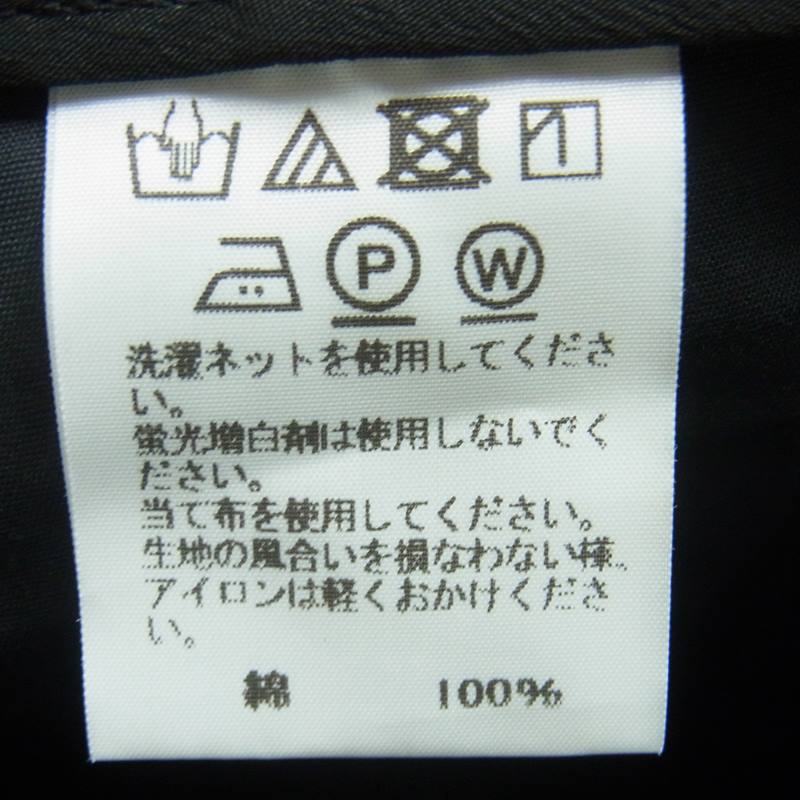 P W
洗濯ネットを使用してくださ
い。
蛍光増白剤は使用しないでく
ださい。
当て布を使用してください。
生地の風合いを損なわない様、
アイロンは軽くおかけくださ
い。
綿 100%